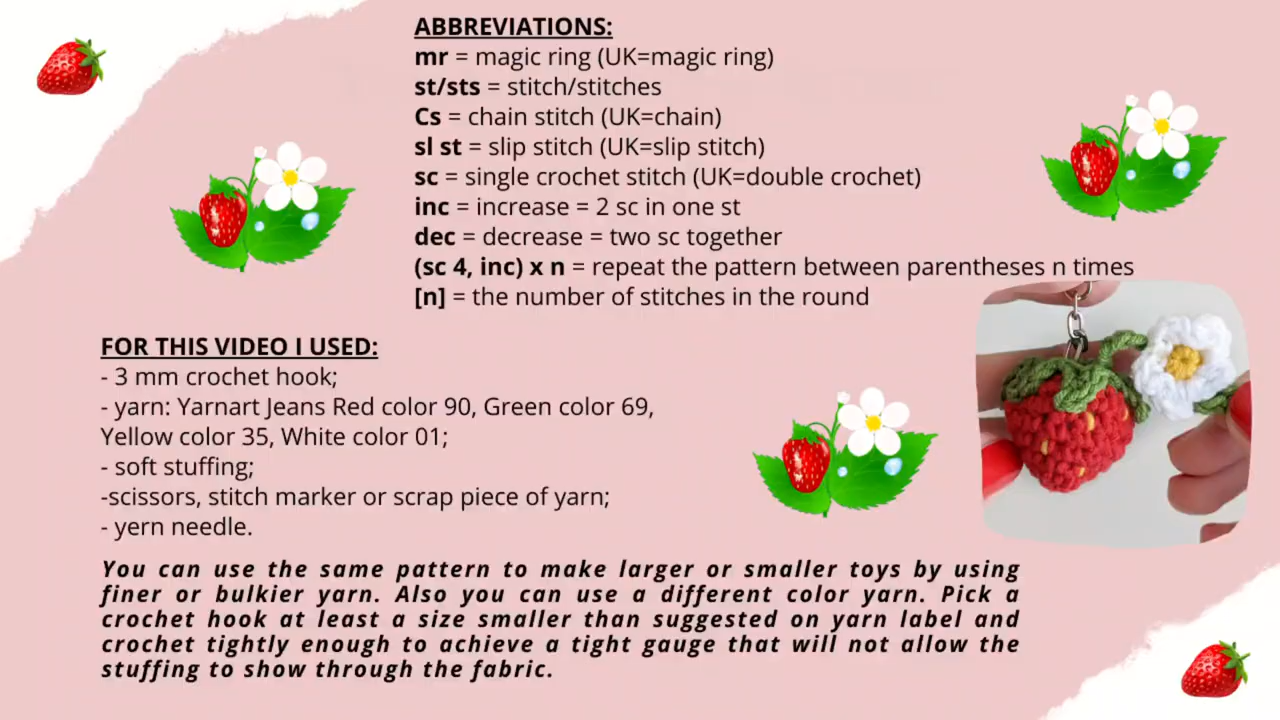 ABBREVIATIONS:
mr = magic ring (UK=magic ring)
st/sts = stitch/stitches
Cs = chain stitch (UK=chain)
sl st = slip stitch (UK=slip stitch)
sc = single crochet stitch (UK=double crochet)
inc = increase = 2 sc in one st
dec = decrease = two sc together
(sc 4, inc) x n = repeat the pattern between parentheses n times
[n] = the number of stitches in the round
FOR THIS VIDEO I USED:
- 3 mm crochet hook;
- yarn: Yarnart Jeans Red color 90, Green color 69,
Yellow color 35, White color 01;
- soft stuffing;
-scissors, stitch marker or scrap piece of yarn;
- yern needle.
You can use the same pattern to make larger or smaller toys by using
finer or bulkier yarn. Also you can use a different color yarn. Pick a
crochet hook at least a size smaller than suggested on yarn label and
crochet tightly enough to achieve a tight gauge that will not allow the
stuffing to show through the fabric.